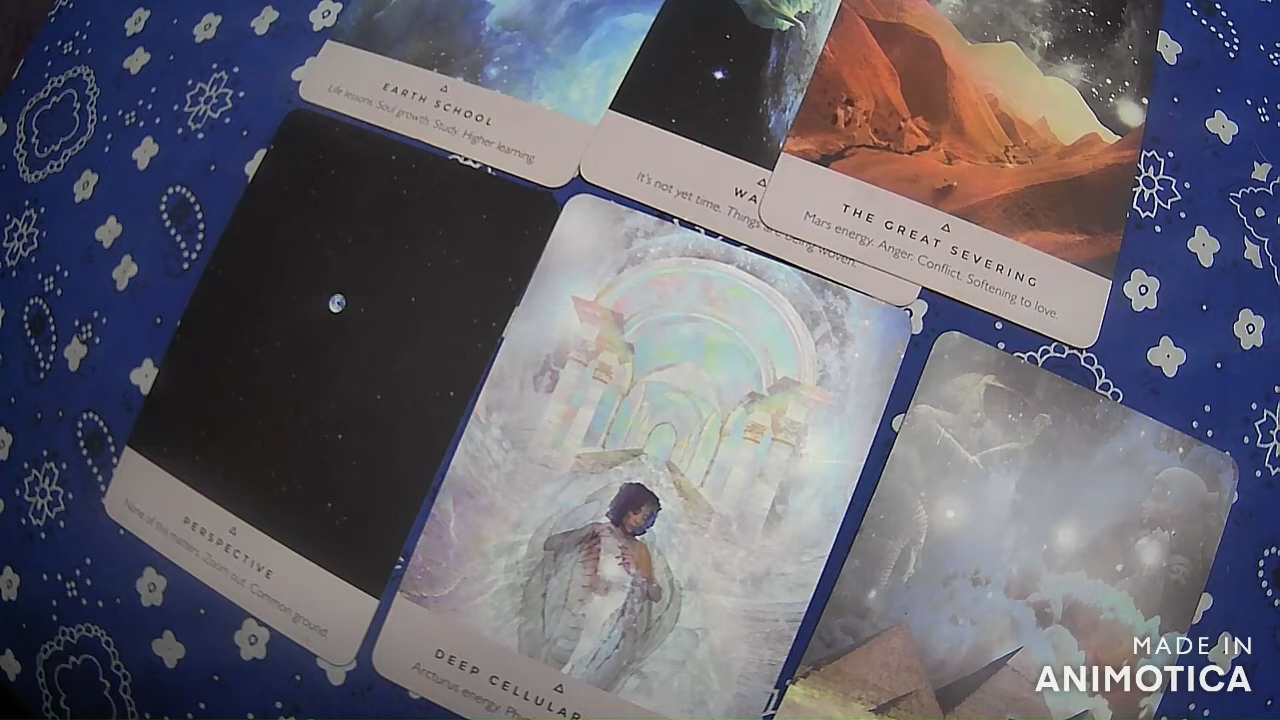 EARTH SCHOOL
Life lessons. Soul growth. Study. Higher learning.
WA
It's not yet time. Things are being woven.
THE GREAT SEVERING
Mars energy. Anger. Conflict. Softening to love.
PERSPECTIVE
None of this matters. Zoom out. Common ground.
DEEP CELLULAR
Arcturus energy.
MADE IN
ANIMOTICA